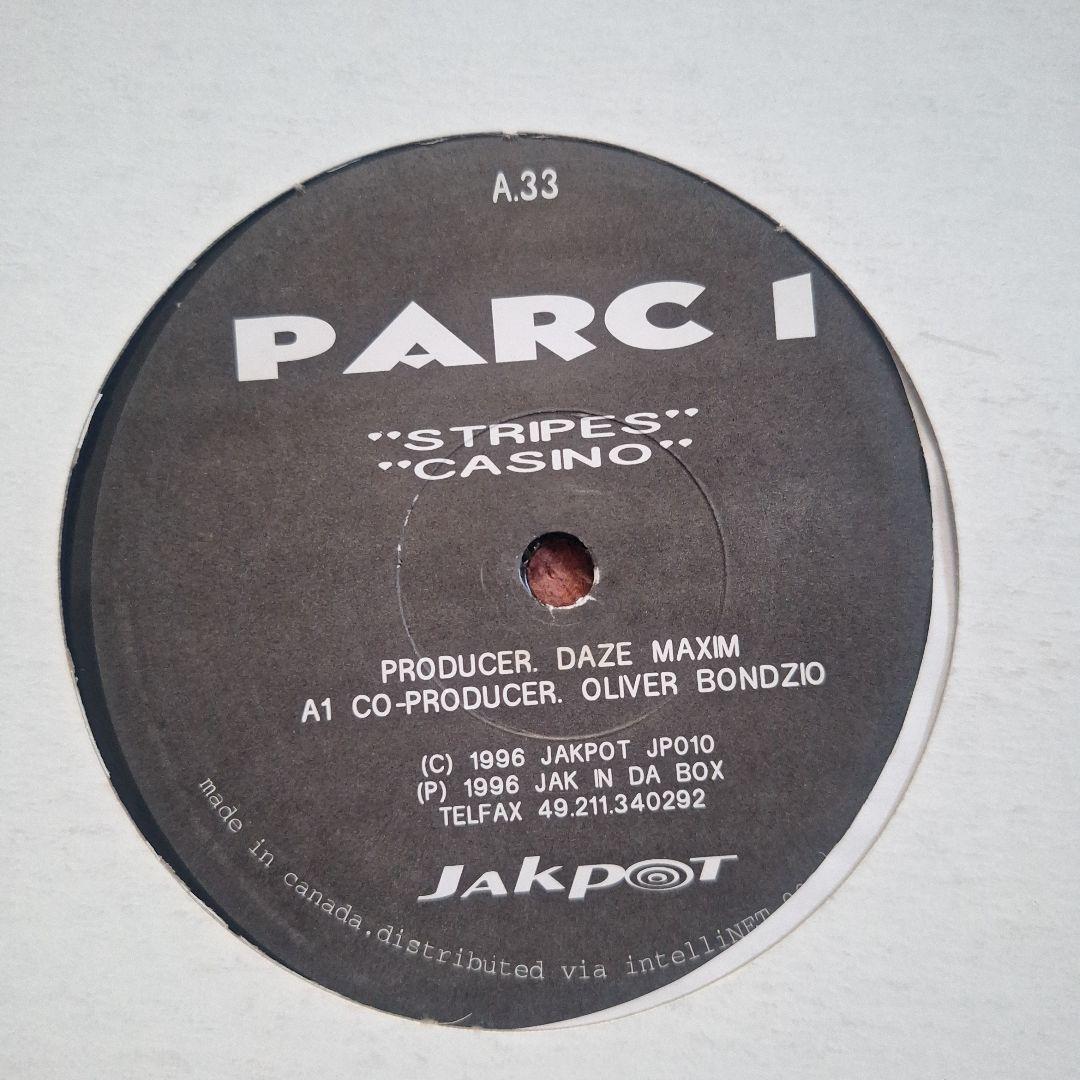 A.33
PARC 1
"STRIPES"
"CASINO"
PRODUCER. DAZE MAXIM
A1 CO-PRODUCER. OLIVER BONDZIO
(C) 1996 JAKPOT JP010
(P) 1996 JAK IN DA BOX
TELFAX 49.211.340292
JAKPOT
made in canada.distributed via intelliNET